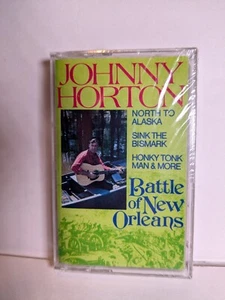 JOHNNY
HORTON
NORTH TO
ALASKA
SINK THE
BISMARK
HONKY TONK
MAN & MORE
Battle
of New
Orleans